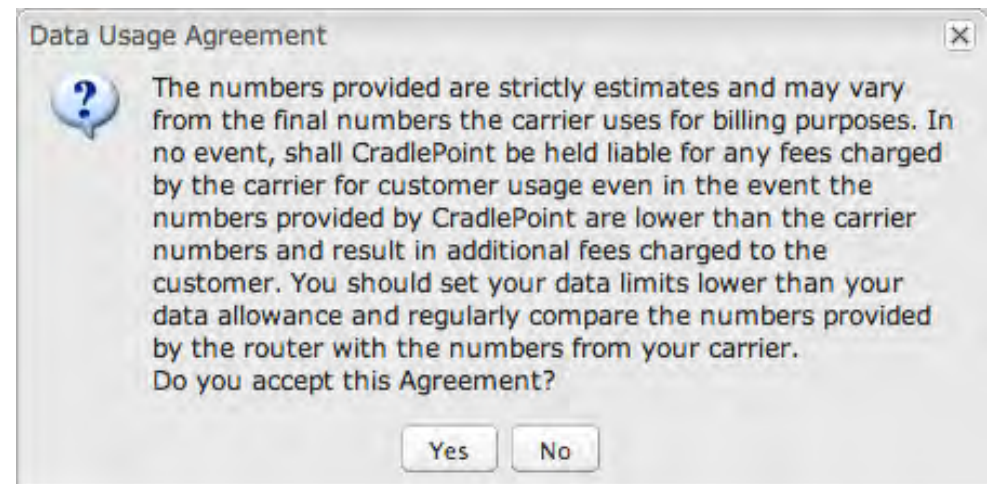 Data Usage Agreement
The numbers provided are strictly estimates and may vary
from the final numbers the carrier uses for billing purposes. In
no event, shall CradlePoint be held liable for any fees charged
by the carrier for customer usage even in the event the
numbers provided by CradlePoint are lower than the carrier
numbers and result in additional fees charged to the
customer. You should set your data limits lower than your
data allowance and regularly compare the numbers provided
by the router with the numbers from your carrier.
Do you accept this Agreement?
Yes No